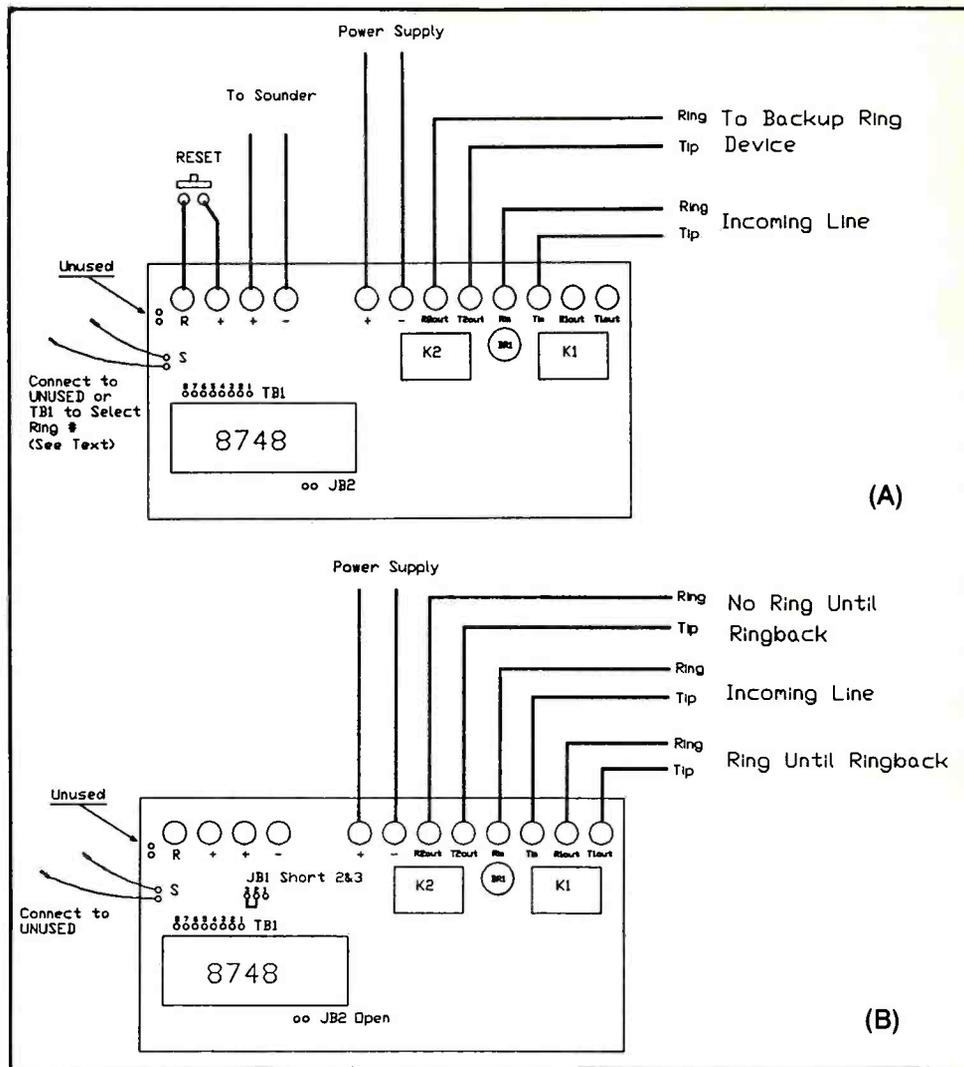 Power Supply
To Sounder
Ring To Backup Ring
Tip Device
RESET
Ring
Incoming Line
Tip
Unused
R + + - + - R2out T2out Rin Tin R1out T1out
K2 BR1 K1
S
Connect to
UNUSED or
TB1 to Select
Ring #
(See Text)
8 7 6 5 4 3 2 1 TB1
8748
JB2
(A)
Power Supply
Ring No Ring Until
Tip Ringback
Ring
Incoming Line
Tip
Ring
Ring Until Ringback
Tip
Unused
R + + - + - R2out T2out Rin Tin R1out T1out
JB1 Short 2&3
K2 BR1 K1
S
3 2 1
Connect to
UNUSED
8 7 6 5 4 3 2 1 TB1
8748
JB2 Open
(B)